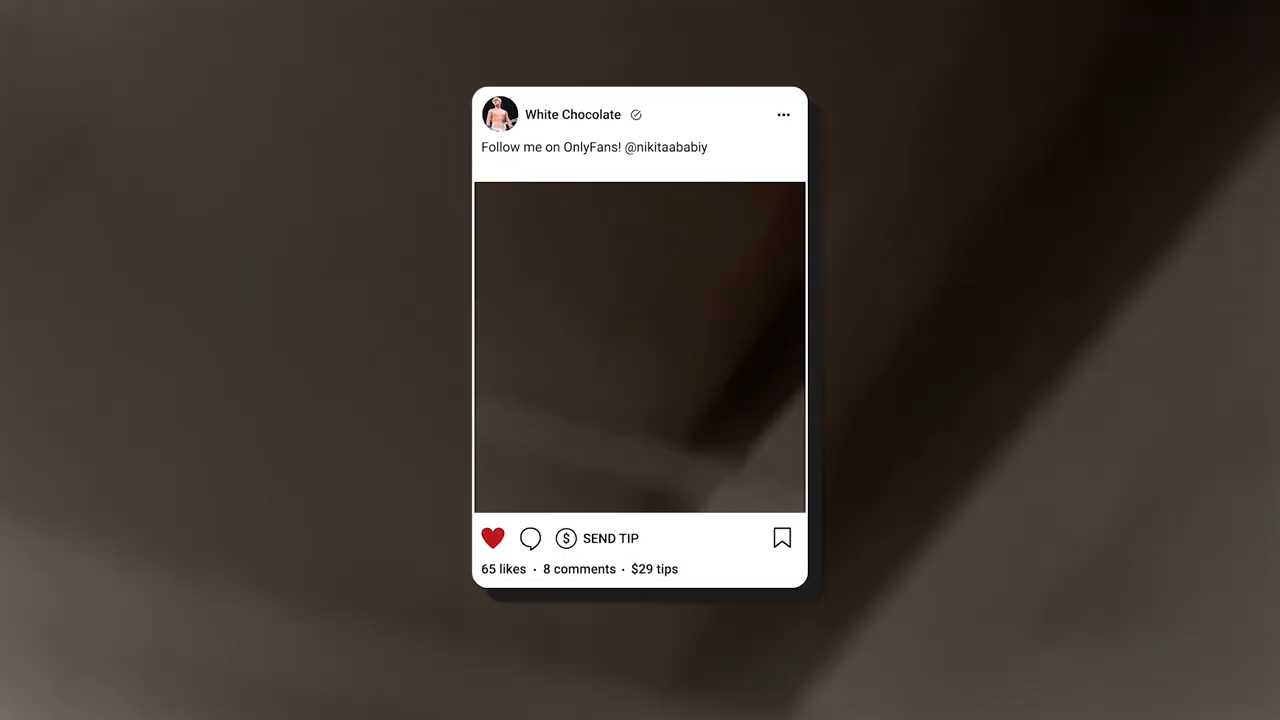 White Chocolate
Follow me on OnlyFans! @nikitaababiy
$ SEND TIP
65 likes · 8 comments · $29 tips